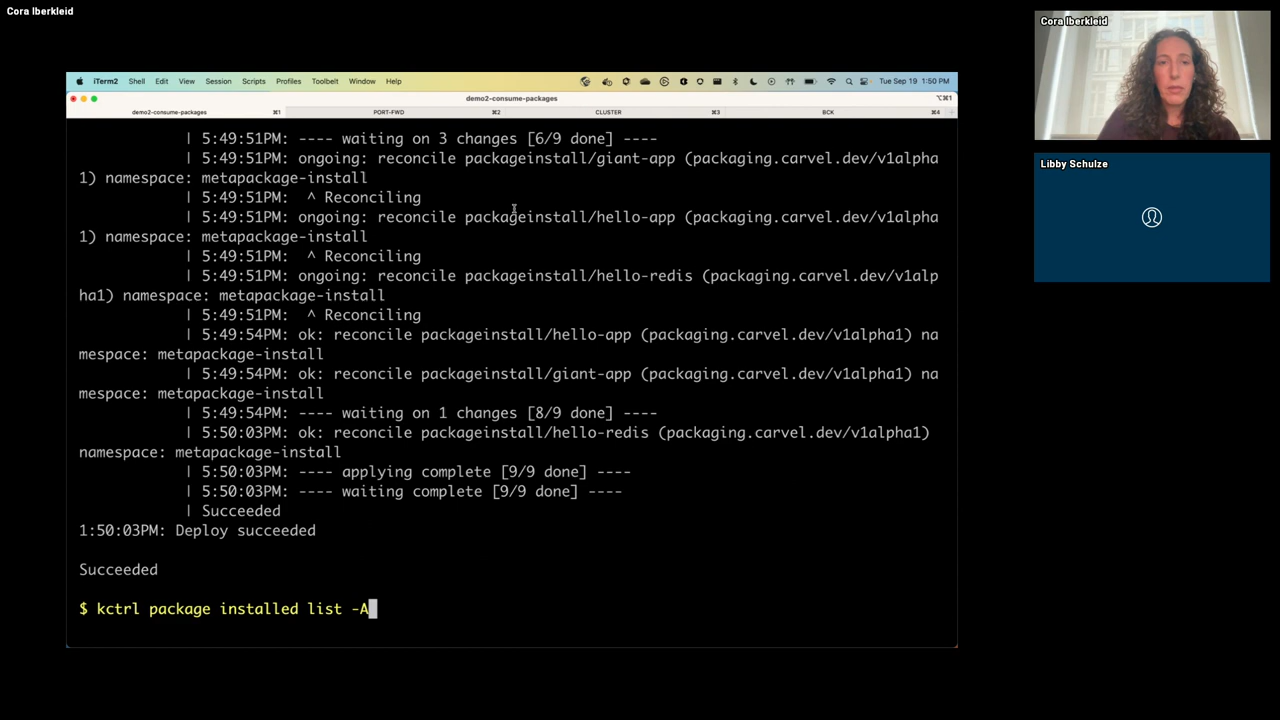 Cora Iberkleid
iTerm2 Shell Edit View Session Scripts Profiles Toolbelt Window Help Tue Sep 19 1:50 PM
demo2-consume-packages ⌥⌘1
demo2-consume-packages ⌘1 PORT-FWD ⌘2 CLUSTER ⌘3 BCK ⌘4
| 5:49:51PM: ---- waiting on 3 changes [6/9 done] ----
| 5:49:51PM: ongoing: reconcile packageinstall/giant-app (packaging.carvel.dev/v1alpha
1) namespace: metapackage-install
| 5:49:51PM:  ^ Reconciling
| 5:49:51PM: ongoing: reconcile packageinstall/hello-app (packaging.carvel.dev/v1alpha
1) namespace: metapackage-install
| 5:49:51PM:  ^ Reconciling
| 5:49:51PM: ongoing: reconcile packageinstall/hello-redis (packaging.carvel.dev/v1alp
ha1) namespace: metapackage-install
| 5:49:51PM:  ^ Reconciling
| 5:49:54PM: ok: reconcile packageinstall/hello-app (packaging.carvel.dev/v1alpha1) na
mespace: metapackage-install
| 5:49:54PM: ok: reconcile packageinstall/giant-app (packaging.carvel.dev/v1alpha1) na
mespace: metapackage-install
| 5:49:54PM: ---- waiting on 1 changes [8/9 done] ----
| 5:50:03PM: ok: reconcile packageinstall/hello-redis (packaging.carvel.dev/v1alpha1)
namespace: metapackage-install
| 5:50:03PM: ---- applying complete [9/9 done] ----
| 5:50:03PM: ---- waiting complete [9/9 done] ----
| Succeeded
1:50:03PM: Deploy succeeded
Succeeded
$ kctrl package installed list -A
Cora Iberkleid
Libby Schulze